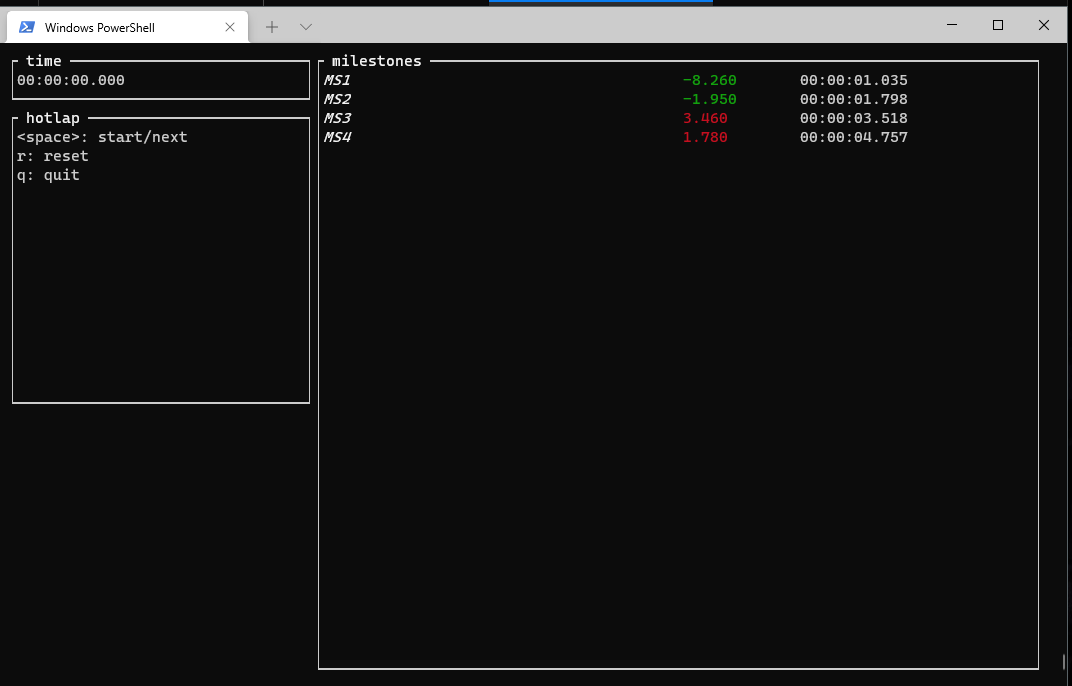 Windows PowerShell
time
00:00:00.000
hotlap
<space>: start/next
r: reset
q: quit
milestones
MS1 -8.260 00:00:01.035
MS2 -1.950 00:00:01.798
MS3 3.460 00:00:03.518
MS4 1.780 00:00:04.757